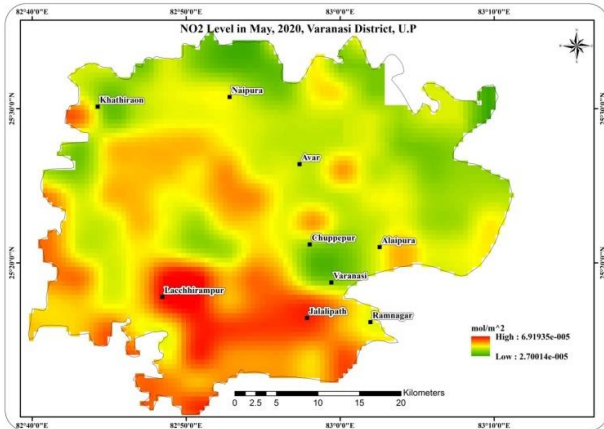 82°40'0"E 82°50'0"E 83°0'0"E 83°10'0"E
NO2 Level in May, 2020, Varanasi District, U.P
N
Naipura
Khathiraon
25°30'0"N 25°30'0"N
Avar
Chuppepur
Alaipura
25°20'0"N 25°20'0"N
Varanasi
Lacchhirampur
Jalalipath
Ramnagar
mol/m^2
High : 6.91935e-005
Low : 2.70014e-005
Kilometers
0 2.5 5 10 15 20
82°40'0"E 82°50'0"E 83°0'0"E 83°10'0"E